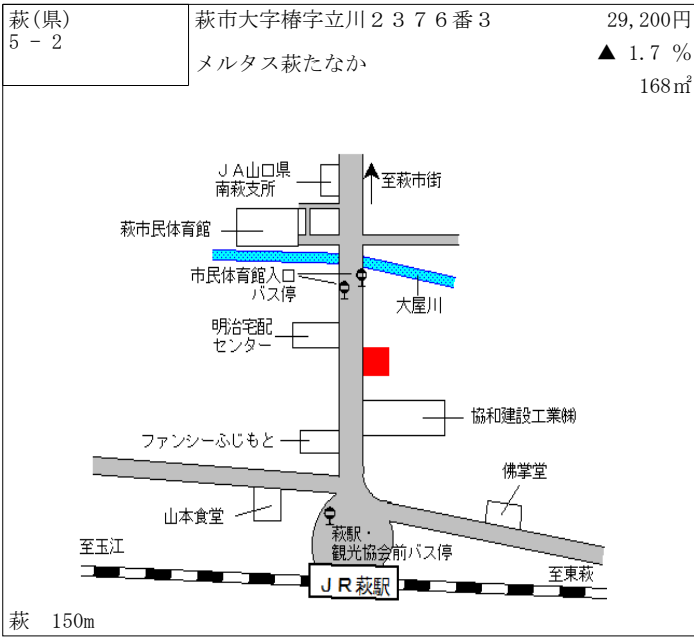 萩(県)
5 － 2
萩市大字椿字立川２３７６番３
メルタス萩たなか
29,200円
▲ 1.7 %
168㎡
ＪＡ山口県
南萩支所
至萩市街
萩市民体育館
市民体育館入口
バス停
大屋川
明治宅配
センター
協和建設工業㈱
ファンシーふじもと
佛掌堂
山本食堂
萩駅・
観光協会前バス停
至玉江
至東萩
ＪＲ萩駅
萩　150m